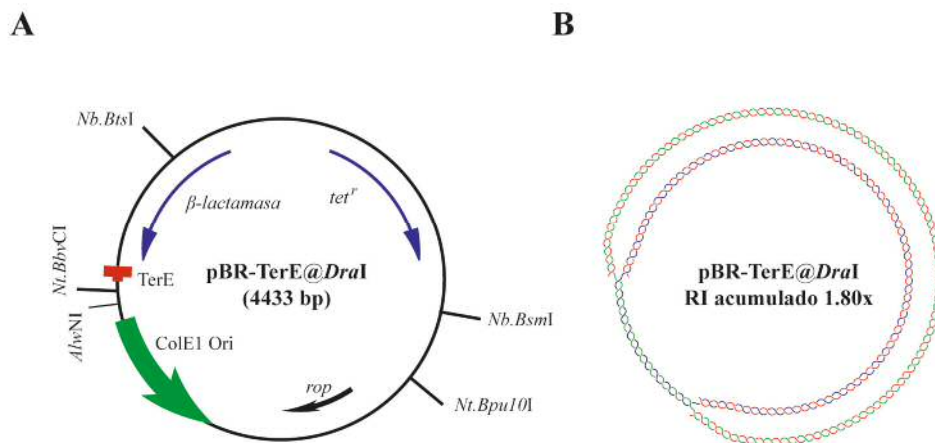 A
B
Nb.BtsI
β-lactamasa
tetʳ
Nt.BbvCI
TerE
AlwNI
pBR-TerE@DraI
(4433 bp)
ColE1 Ori
Nb.BsmI
rop
Nt.Bpu10I
pBR-TerE@DraI
RI acumulado 1.80x